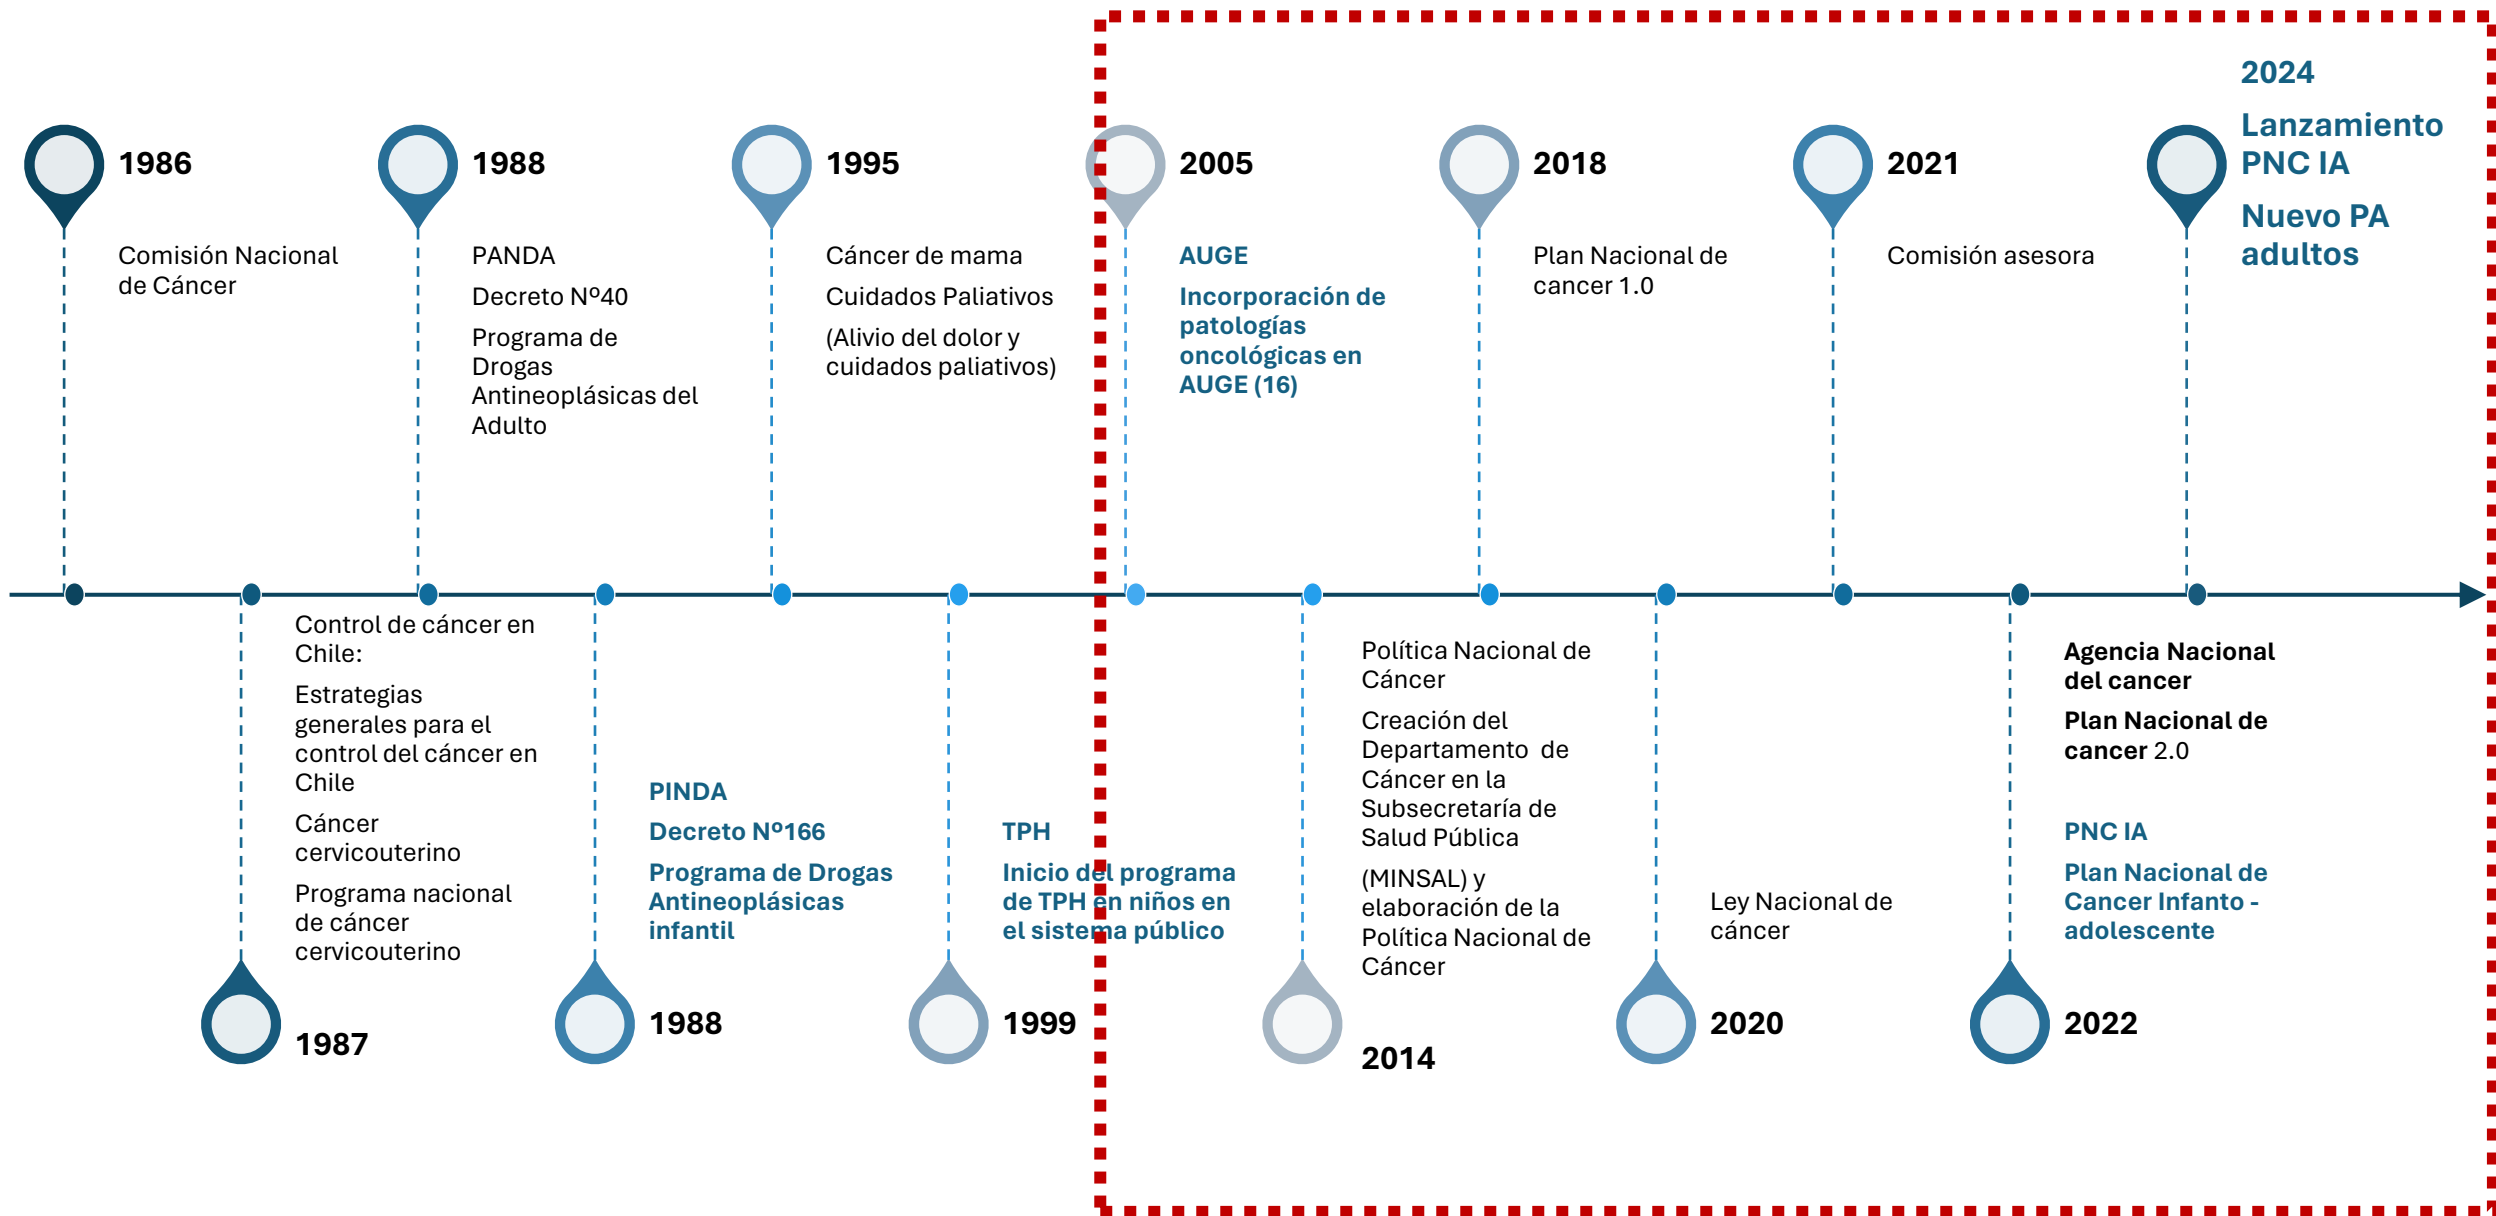 1986
Comisión Nacional
de Cáncer
1988
PANDA
Decreto Nº40
Programa de
Drogas
Antineoplásicas del
Adulto
1995
Cáncer de mama
Cuidados Paliativos
(Alivio del dolor y
cuidados paliativos)
2005
AUGE
Incorporación de
patologías
oncológicas en
AUGE (16)
2018
Plan Nacional de
cancer 1.0
2021
Comisión asesora
2024
Lanzamiento
PNC IA
Nuevo PA
adultos
Control de cáncer en
Chile:
Estrategias
generales para el
control del cáncer en
Chile
Cáncer
cervicouterino
Programa nacional
de cáncer
cervicouterino
1987
PINDA
Decreto Nº166
Programa de Drogas
Antineoplásicas
infantil
1988
TPH
Inicio del programa
de TPH en niños en
el sistema público
1999
Política Nacional de
Cáncer
Creación del
Departamento  de
Cáncer en la
Subsecretaría de
Salud Pública
(MINSAL) y
elaboración de la
Política Nacional de
Cáncer
2014
Ley Nacional de
cáncer
2020
Agencia Nacional
del cancer
Plan Nacional de
cancer 2.0
PNC IA
Plan Nacional de
Cancer Infanto -
adolescente
2022